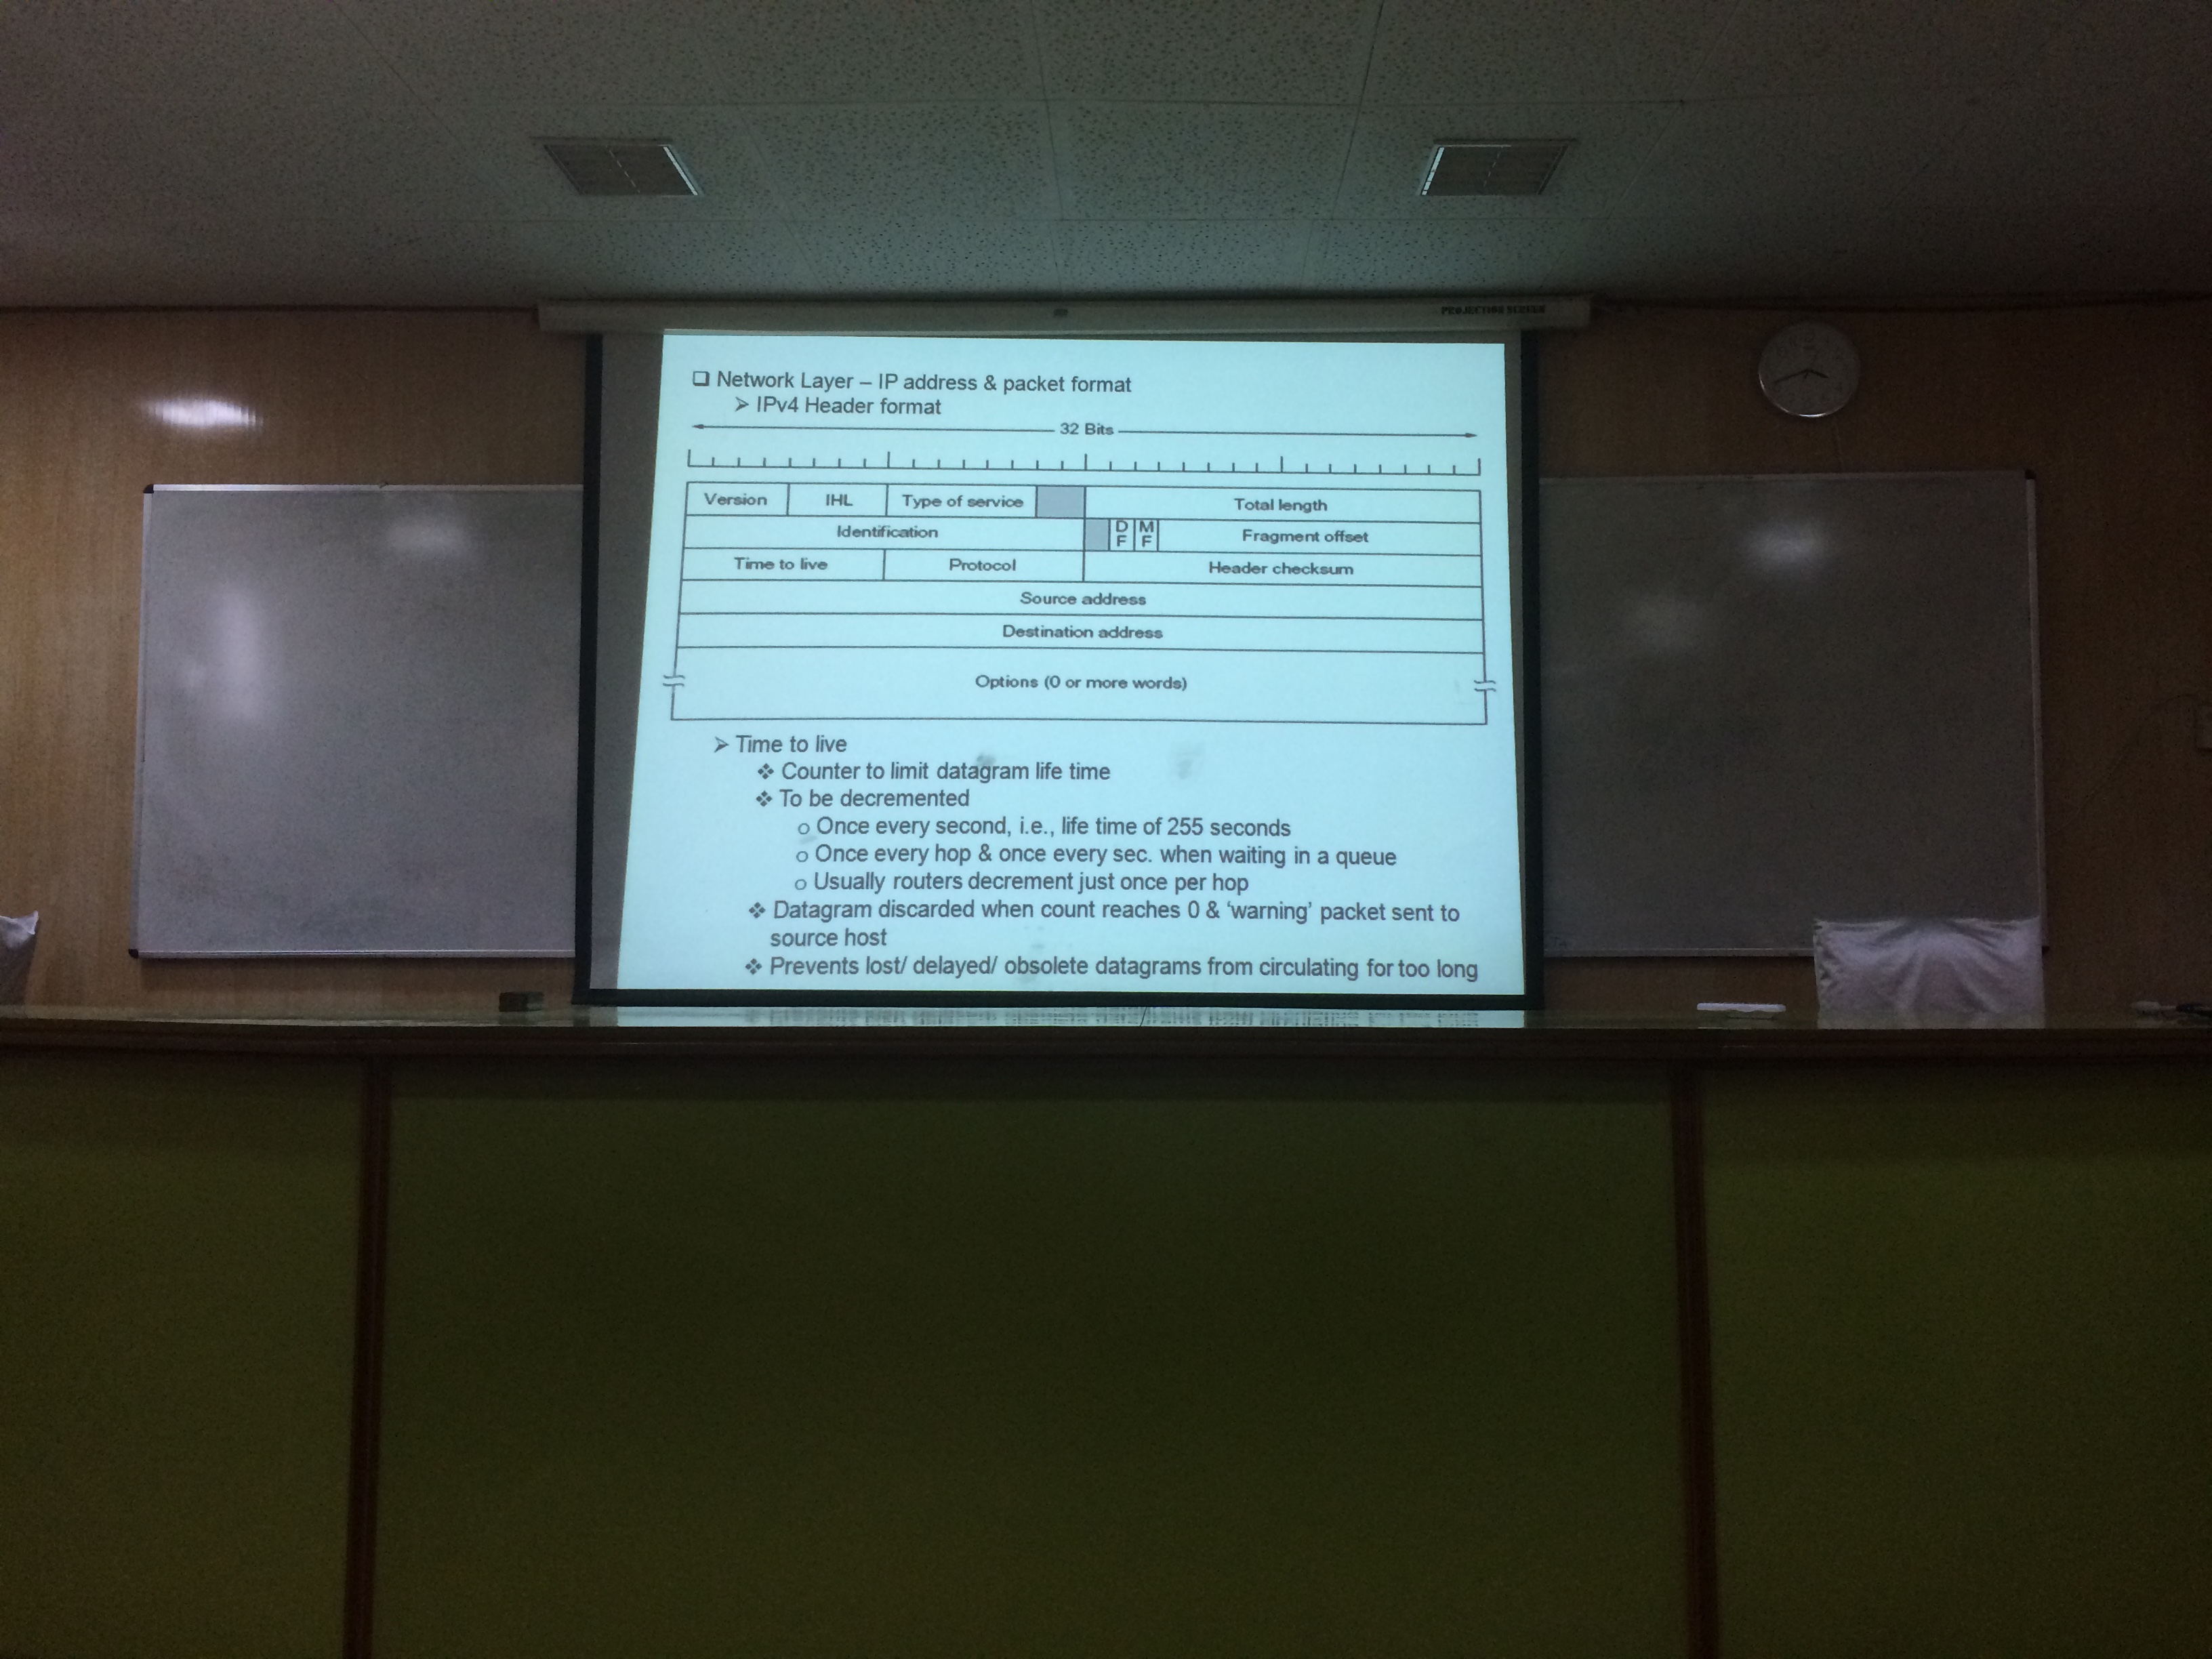 PROJECTION SCREEN
❑ Network Layer – IP address & packet format
➢ IPv4 Header format
32 Bits
Version IHL Type of service Total length
Identification DF MF Fragment offset
Time to live Protocol Header checksum
Source address
Destination address
Options (0 or more words)
➢ Time to live
❖ Counter to limit datagram life time
❖ To be decremented
o Once every second, i.e., life time of 255 seconds
o Once every hop & once every sec. when waiting in a queue
o Usually routers decrement just once per hop
❖ Datagram discarded when count reaches 0 & ‘warning’ packet sent to
source host
❖ Prevents lost/ delayed/ obsolete datagrams from circulating for too long